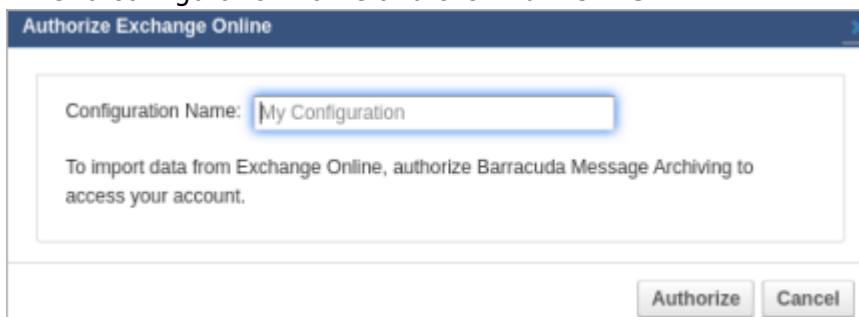 Authorize Exchange Online
Configuration Name: My Configuration
To import data from Exchange Online, authorize Barracuda Message Archiving to
access your account.
Authorize Cancel